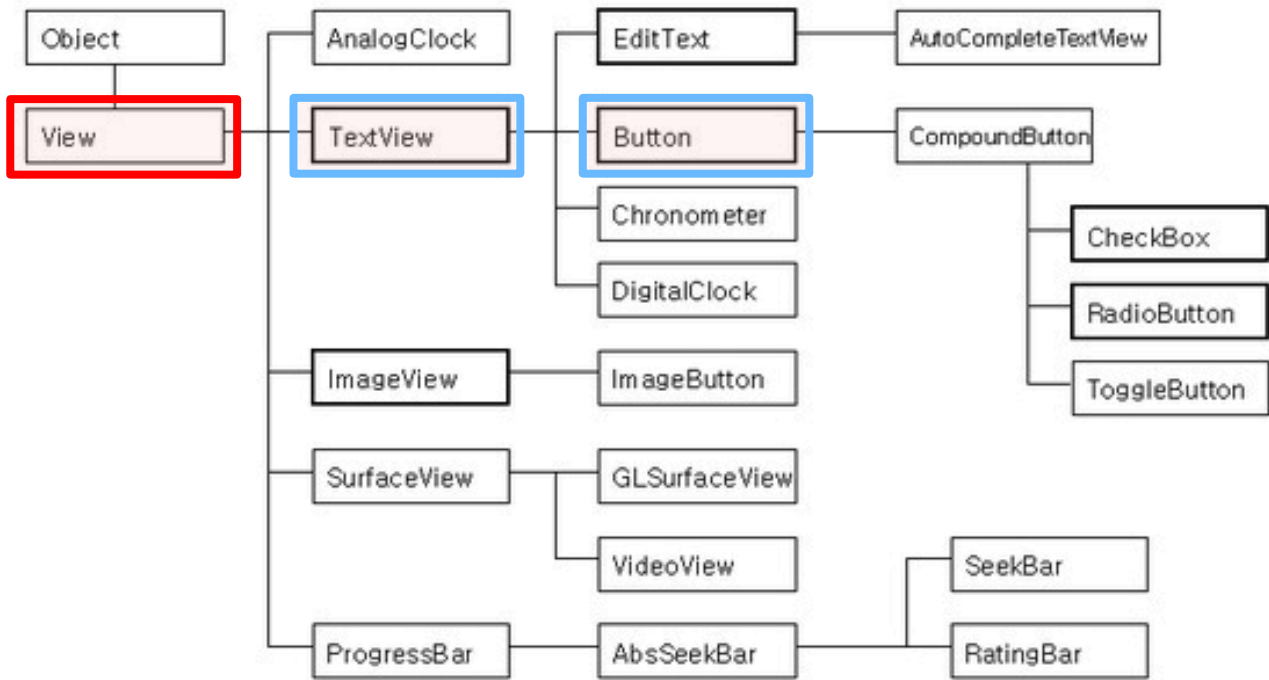 Object
AnalogClock
EditText
AutoCompleteTextView
View
TextView
Button
CompoundButton
Chronometer
CheckBox
DigitalClock
RadioButton
ImageView
ImageButton
ToggleButton
SurfaceView
GLSurfaceView
VideoView
SeekBar
ProgressBar
AbsSeekBar
RatingBar